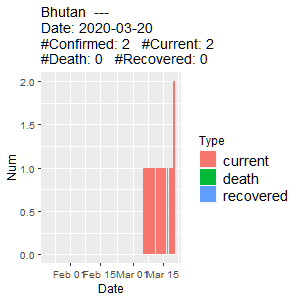 Bhutan  ---
Date: 2020-03-20
#Confirmed: 2   #Current: 2
#Death: 0   #Recovered: 0
2.0
1.5
1.0
0.5
0.0
Num
Feb 01 Feb 15 Mar 01 Mar 15
Date
Type
current
death
recovered